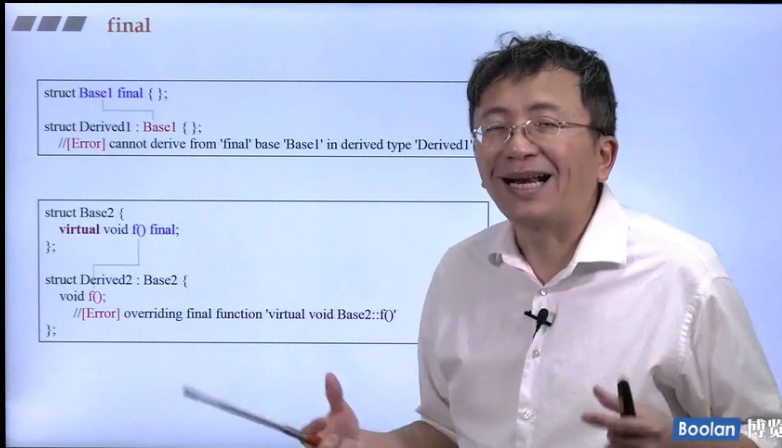 final
struct Base1 final { };
struct Derived1 : Base1 { };
//[Error] cannot derive from 'final' base 'Base1' in derived type 'Derived1'
struct Base2 {
virtual void f() final;
};
struct Derived2 : Base2 {
void f();
//[Error] overriding final function 'virtual void Base2::f()'
};
Boolan 博览